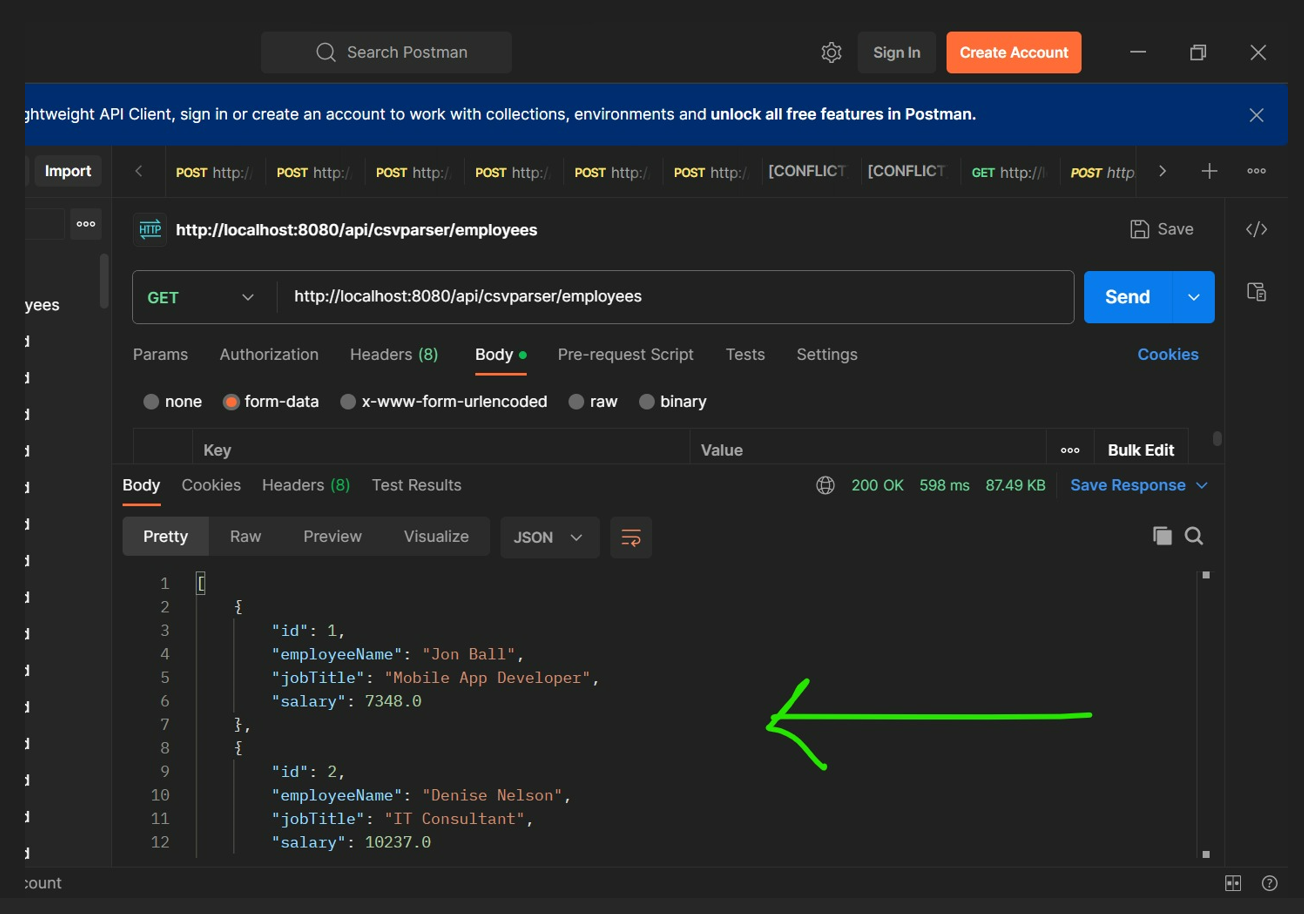 Search Postman
Sign In
Create Account
ghtweight API Client, sign in or create an account to work with collections, environments and unlock all free features in Postman.
Import
POST http:/
POST http:/
POST http:/
POST http:/
POST http:/
POST http:/
[CONFLICT
[CONFLICT
GET http://l
POST http
HTTP http://localhost:8080/api/csvparser/employees
Save
</>
yees
GET
http://localhost:8080/api/csvparser/employees
Send
Params Authorization Headers (8) Body Pre-request Script Tests Settings Cookies
none form-data x-www-form-urlencoded raw binary
Key Value Bulk Edit
Body Cookies Headers (8) Test Results 200 OK 598 ms 87.49 KB Save Response
Pretty Raw Preview Visualize JSON
1 [
2 {
3 "id": 1,
4 "employeeName": "Jon Ball",
5 "jobTitle": "Mobile App Developer",
6 "salary": 7348.0
7 },
8 {
9 "id": 2,
10 "employeeName": "Denise Nelson",
11 "jobTitle": "IT Consultant",
12 "salary": 10237.0
count